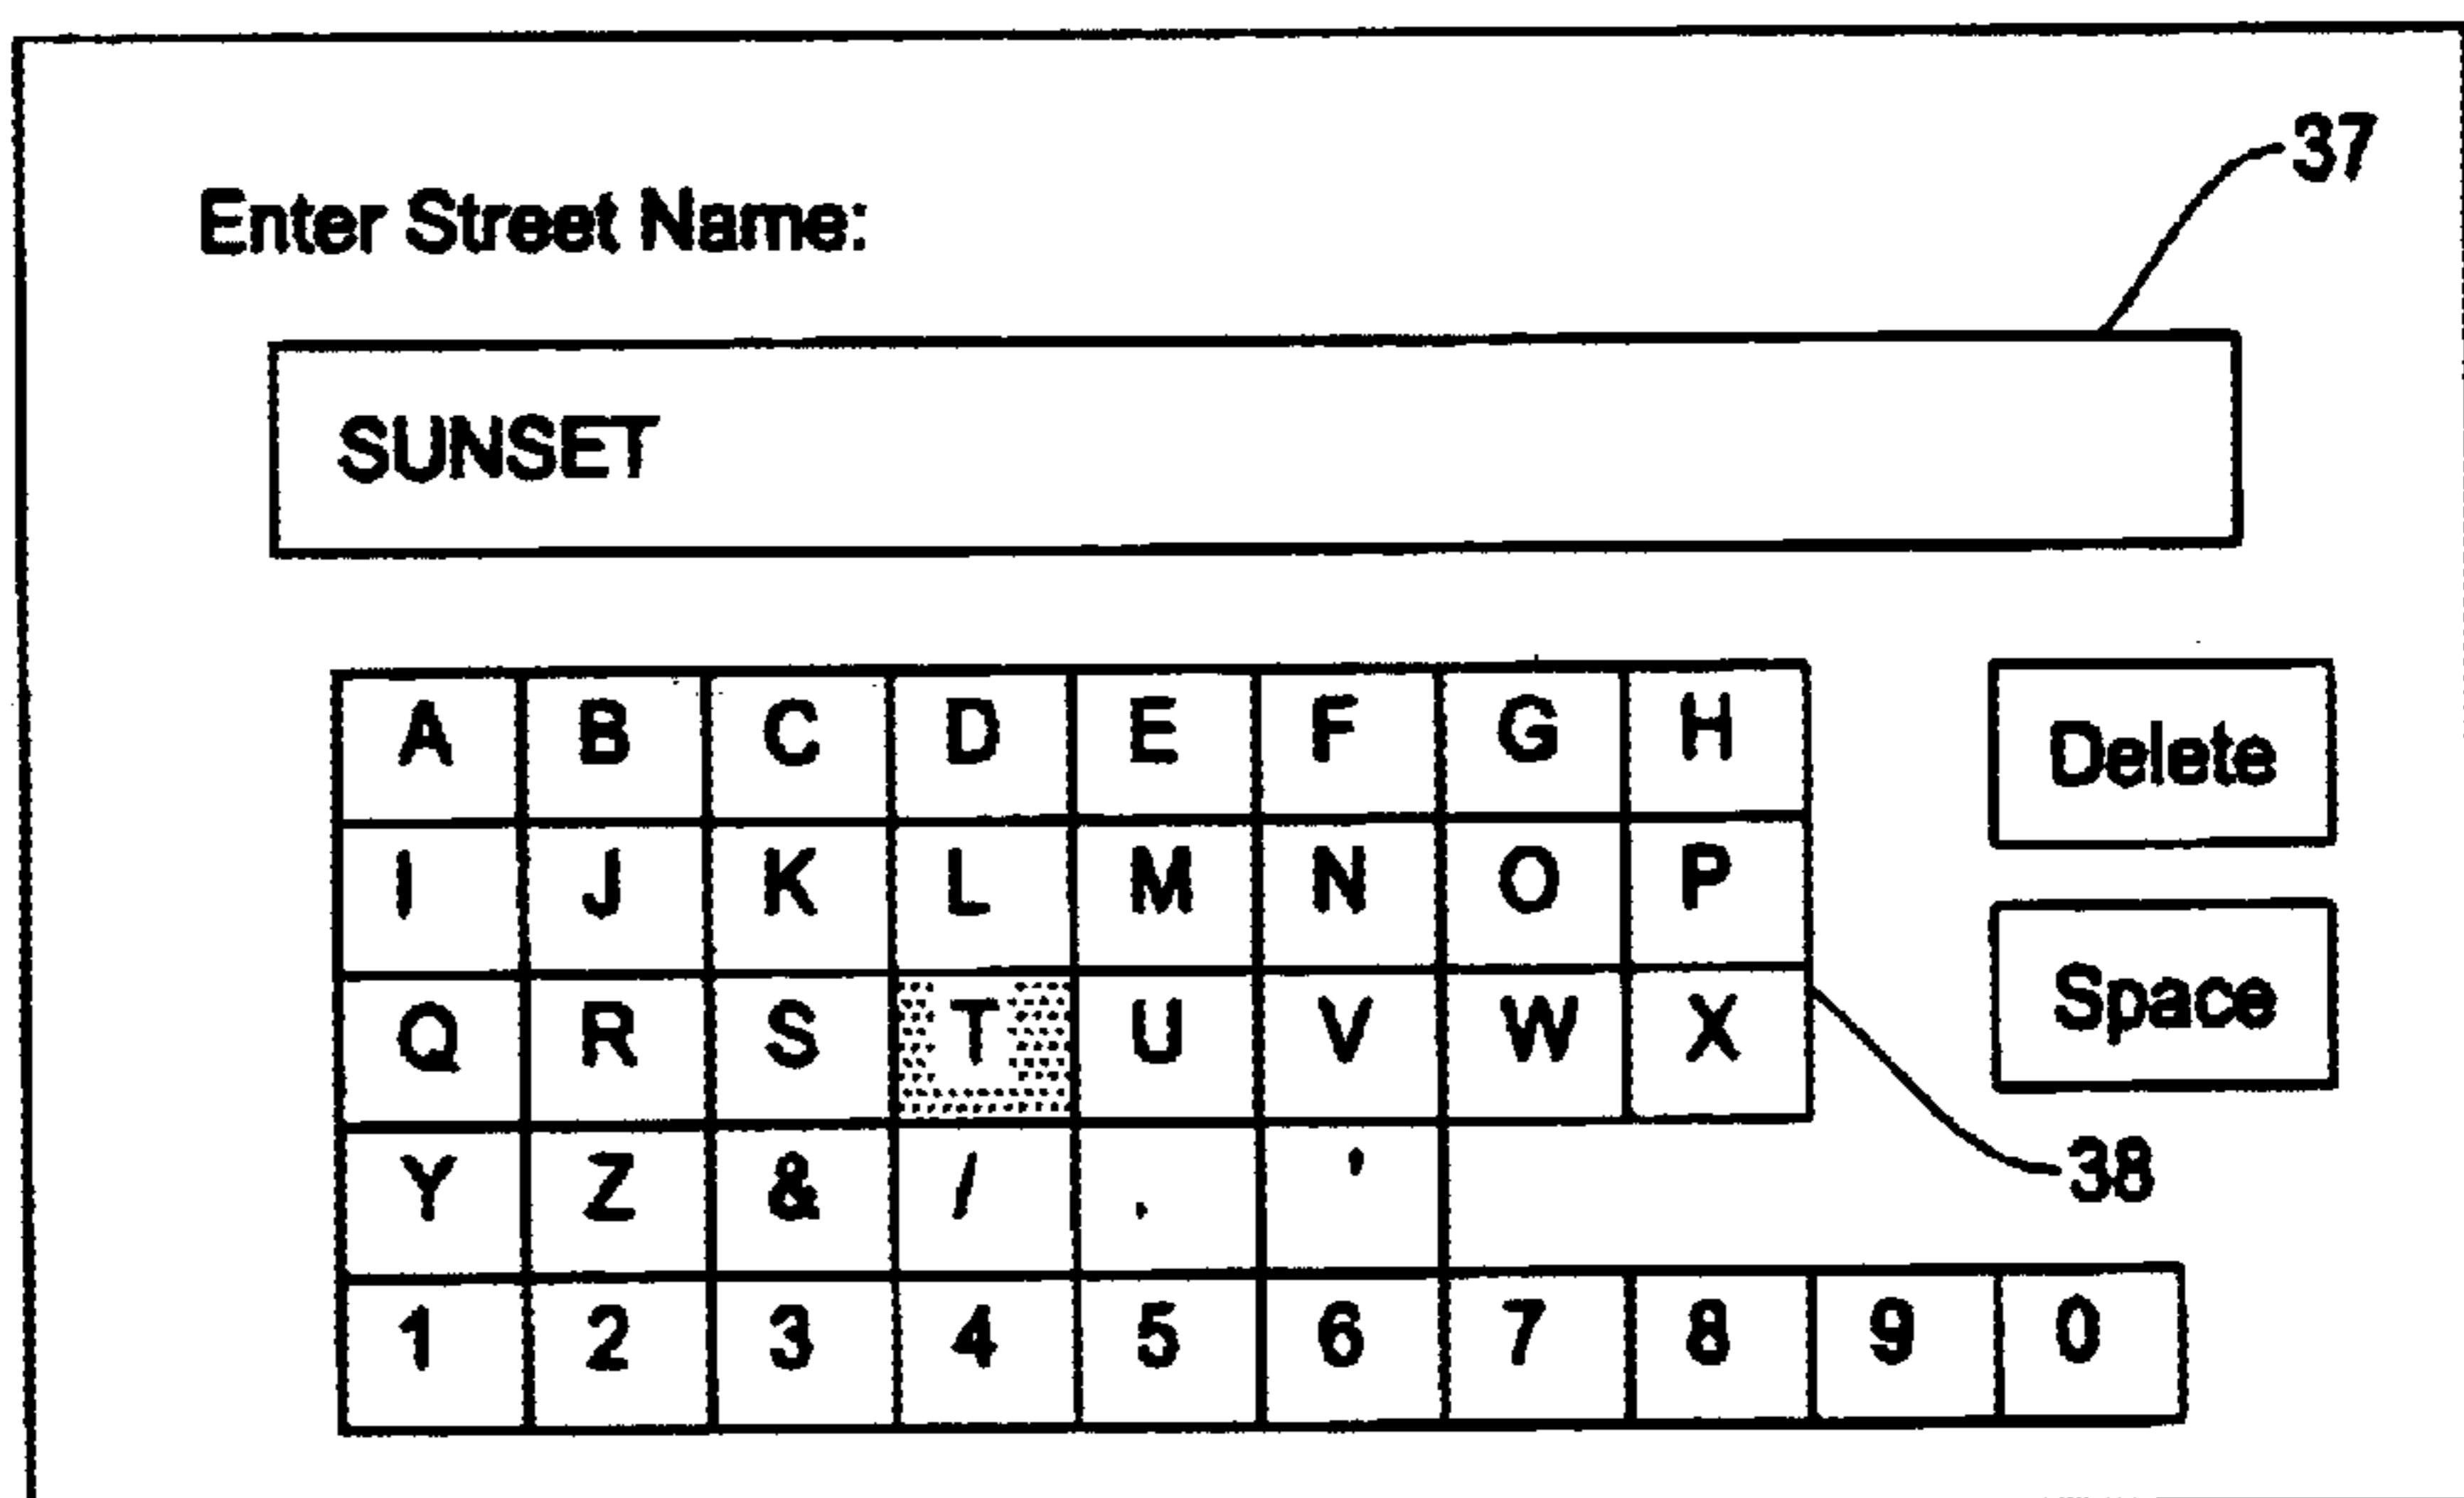 37
Enter Street Name:
SUNSET
A B C D E F G H
Delete
I J K L M N O P
Space
Q R S T U V W X
38
Y Z & / . '
1 2 3 4 5 6 7 8 9 0